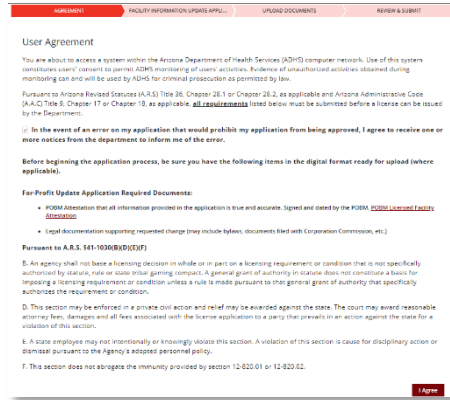 AGREEMENT
FACILITY INFORMATION UPDATE APPLI...
UPLOAD DOCUMENTS
REVIEW & SUBMIT
User Agreement
You are about to access a system within the Arizona Department of Health Services (ADHS) computer network. Use of this system
constitutes users' consent to permit ADHS monitoring of users' activities. Evidence of unauthorized activities obtained during
monitoring can and will be used by ADHS for criminal prosecution as permitted by law.
Pursuant to Arizona Revised Statutes (A.R.S) Title 36, Chapter 28.1 or Chapter 28.2, as applicable and Arizona Administrative Code
(A.A.C) Title 9, Chapter 17 or Chapter 18, as applicable, all requirements listed below must be submitted before a license can be issued
by the Department.
In the event of an error on my application that would prohibit my application from being approved, I agree to receive one or
more notices from the department to inform me of the error.
Before beginning the application process, be sure you have the following items in the digital format ready for upload (where
applicable).
For-Profit Update Application Required Documents:
• POBM Attestation that all information provided in the application is true and accurate. Signed and dated by the POBM. POBM Licensed Facility
Attestation
• Legal documentation supporting requested change (may include bylaws, documents filed with Corporation Commission, etc.)
Pursuant to A.R.S. §41-1030(B)(D)(E)(F)
B. An agency shall not base a licensing decision in whole or in part on a licensing requirement or condition that is not specifically
authorized by statute, rule or state tribal gaming compact. A general grant of authority in statute does not constitute a basis for
imposing a licensing requirement or condition unless a rule is made pursuant to that general grant of authority that specifically
authorizes the requirement or condition.
D. This section may be enforced in a private civil action and relief may be awarded against the state. The court may award reasonable
attorney fees, damages and all fees associated with the license application to a party that prevails in an action against the state for a
violation of this section.
E. A state employee may not intentionally or knowingly violate this section. A violation of this section is cause for disciplinary action or
dismissal pursuant to the Agency's adopted personnel policy.
F. This section does not abrogate the immunity provided by section 12-820.01 or 12-820.02.
I Agree